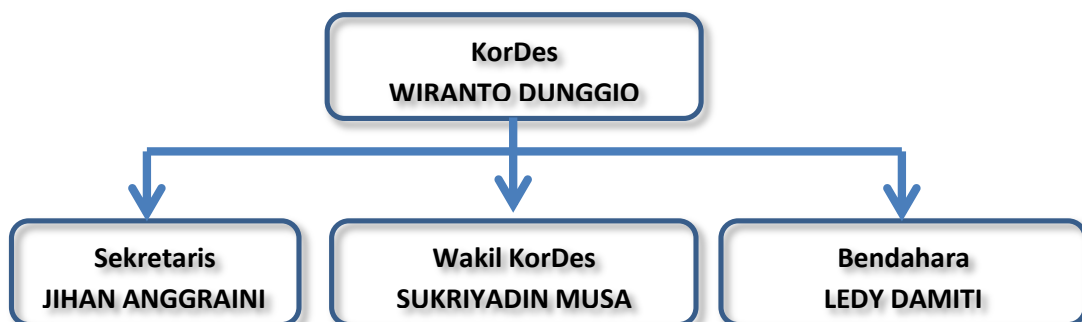 KorDes
WIRANTO DUNGGIO
Sekretaris
JIHAN ANGGRAINI
Wakil KorDes
SUKRIYADIN MUSA
Bendahara
LEDY DAMITI